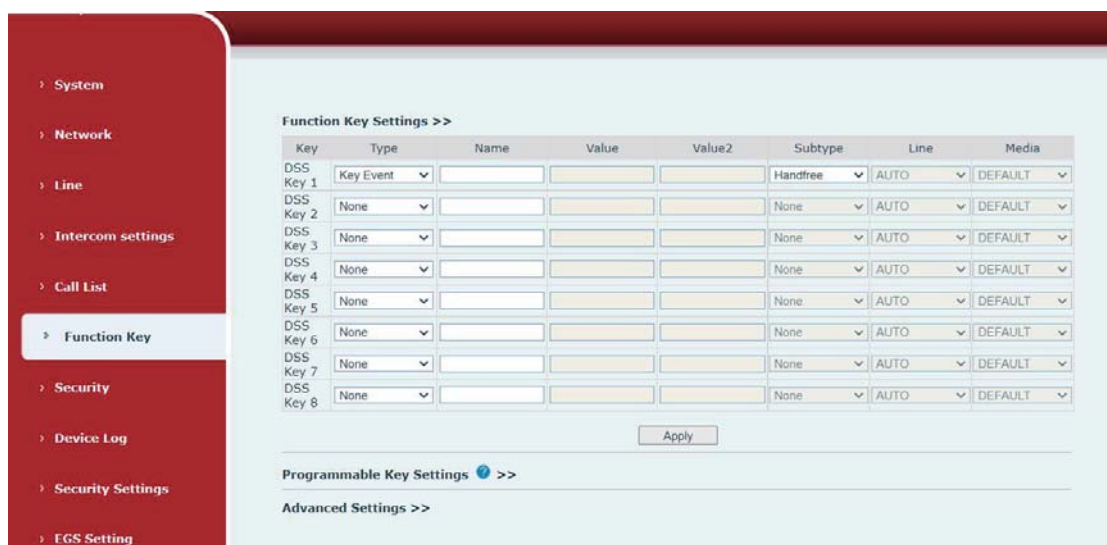 System
Network
Line
Intercom settings
Call List
Function Key
Security
Device Log
Security Settings
EGS Setting
Function Key Settings >>
Key Type Name Value Value2 Subtype Line Media
DSS Key 1 Key Event Handfree AUTO DEFAULT
DSS Key 2 None None AUTO DEFAULT
DSS Key 3 None None AUTO DEFAULT
DSS Key 4 None None AUTO DEFAULT
DSS Key 5 None None AUTO DEFAULT
DSS Key 6 None None AUTO DEFAULT
DSS Key 7 None None AUTO DEFAULT
DSS Key 8 None None AUTO DEFAULT
Apply
Programmable Key Settings ? >>
Advanced Settings >>